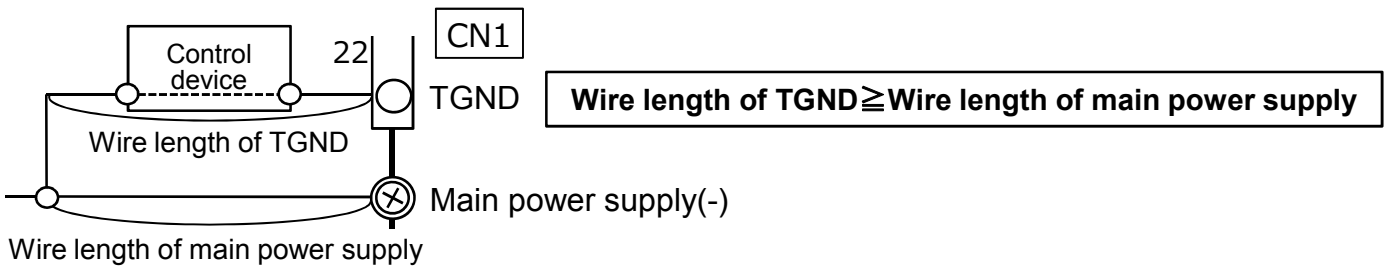 Control
device
22
CN1
TGND
Wire length of TGND≧Wire length of main power supply
Wire length of TGND
Main power supply(-)
Wire length of main power supply